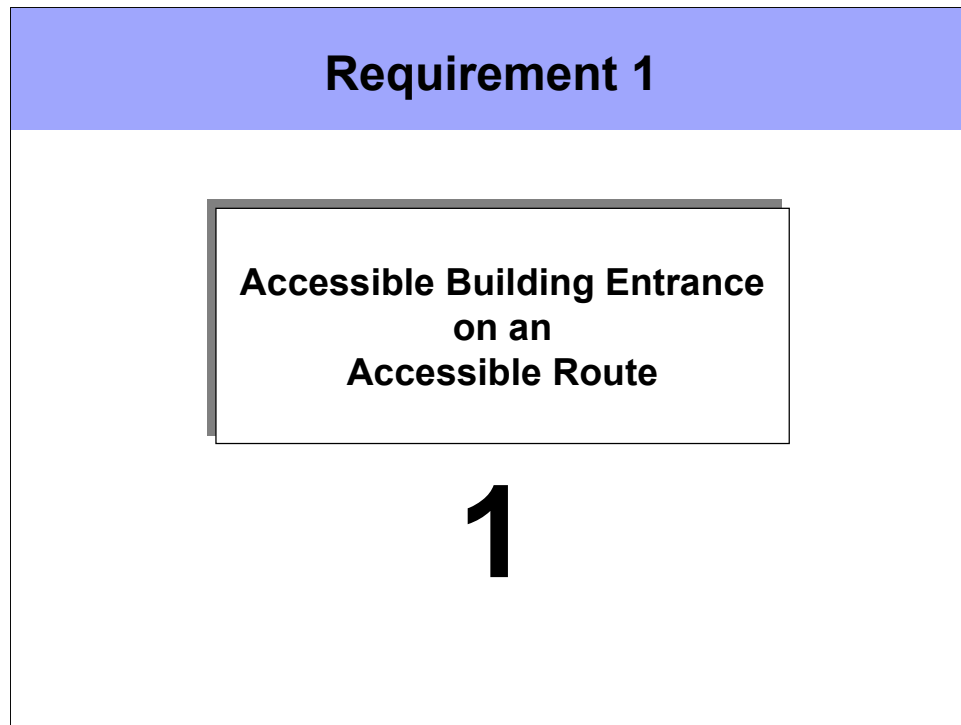 Requirement 1
Accessible Building Entrance
on an
Accessible Route
1